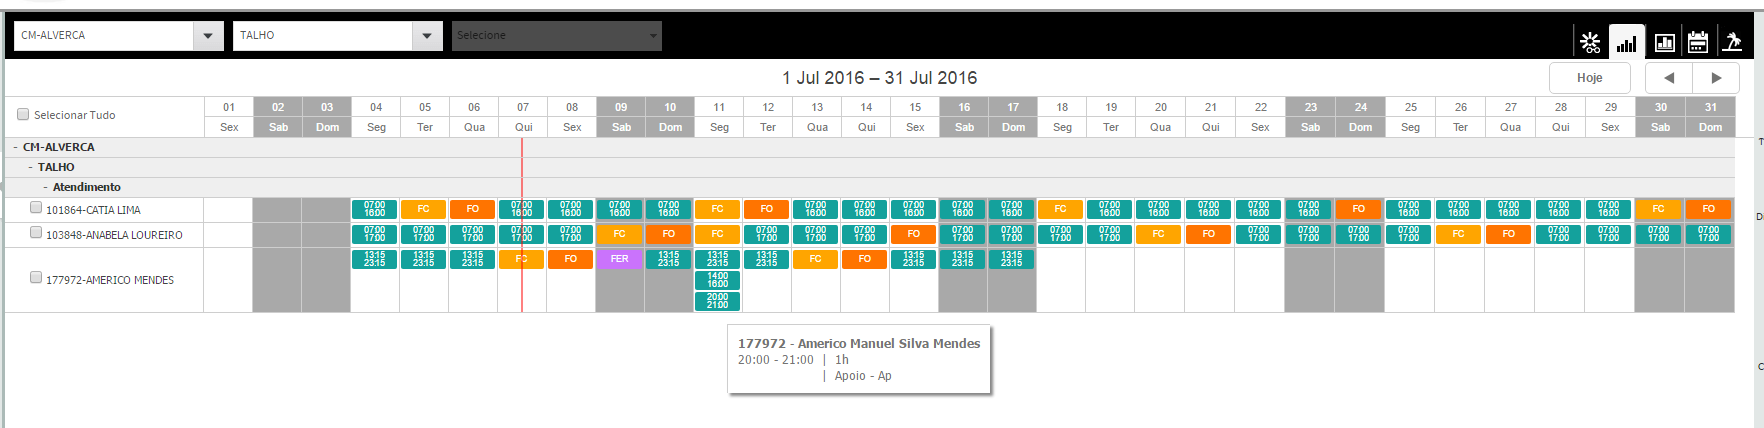 CM-ALVERCA TALHO Selecione
1 Jul 2016 – 31 Jul 2016 Hoje
Selecionar Tudo 01 02 03 04 05 06 07 08 09 10 11 12 13 14 15 16 17 18 19 20 21 22 23 24 25 26 27 28 29 30 31
Sex Sab Dom Seg Ter Qua Qui Sex Sab Dom Seg Ter Qua Qui Sex Sab Dom Seg Ter Qua Qui Sex Sab Dom Seg Ter Qua Qui Sex Sab Dom
- CM-ALVERCA
- TALHO
- Atendimento
101864-CATIA LIMA 07:00 16:00 FC FO 07:00 16:00 07:00 16:00 07:00 16:00 07:00 16:00 FC FO 07:00 16:00 07:00 16:00 07:00 16:00 07:00 16:00 07:00 16:00 FC 07:00 16:00 07:00 16:00 07:00 16:00 07:00 16:00 07:00 16:00 FO 07:00 16:00 07:00 16:00 07:00 16:00 07:00 16:00 07:00 16:00 FC FO
103848-ANABELA LOUREIRO 07:00 17:00 07:00 17:00 07:00 17:00 07:00 17:00 07:00 17:00 FC FO FC 07:00 17:00 07:00 17:00 07:00 17:00 FO 07:00 17:00 07:00 17:00 07:00 17:00 07:00 17:00 FC FO 07:00 17:00 07:00 17:00 07:00 17:00 07:00 17:00 FC FO 07:00 17:00 07:00 17:00 07:00 17:00 07:00 17:00
177972-AMERICO MENDES 13:15 23:15 13:15 23:15 13:15 23:15 FC FO FER 13:15 23:15 13:15 23:15 13:15 23:15 FC FO 13:15 23:15 13:15 23:15 13:15 23:15
14:00 16:00
20:00 21:00
177972 - Americo Manuel Silva Mendes
20:00 - 21:00 | 1h
| Apoio - Ap